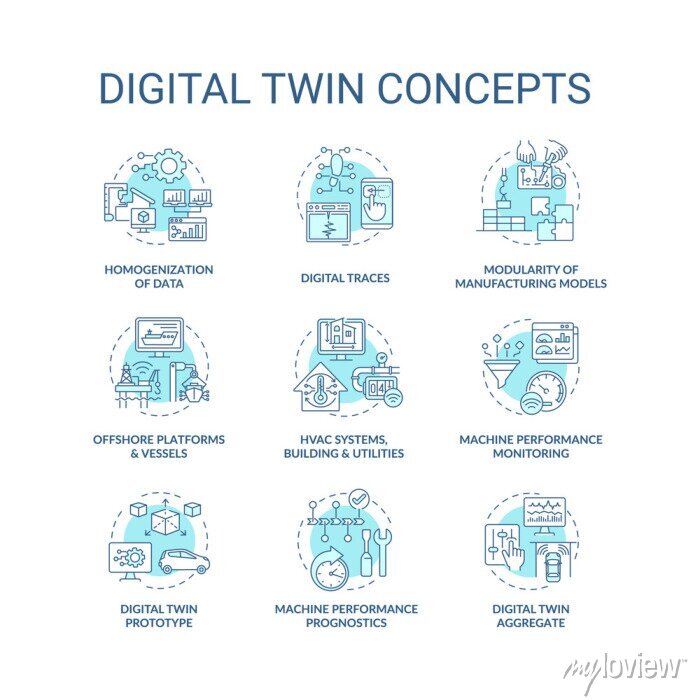 DIGITAL TWIN CONCEPTS
HOMOGENIZATION
OF DATA
DIGITAL TRACES
MODULARITY OF
MANUFACTURING MODELS
OFFSHORE PLATFORMS
& VESSELS
04
HVAC SYSTEMS,
BUILDING & UTILITIES
MACHINE PERFORMANCE
MONITORING
DIGITAL TWIN
PROTOTYPE
MACHINE PERFORMANCE
PROGNOSTICS
DIGITAL TWIN
AGGREGATE
myloview